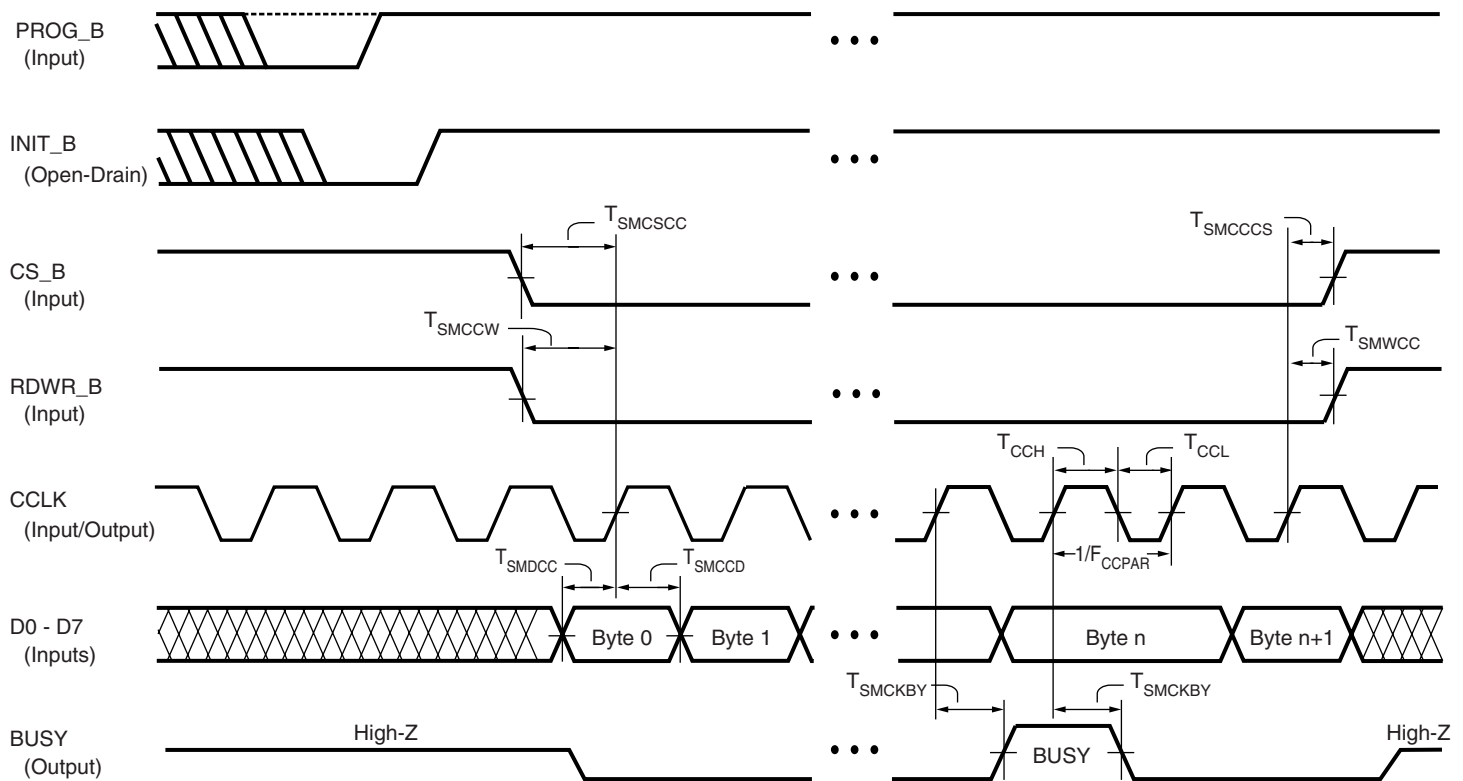 PROG_B
(Input)
• • •
INIT_B
(Open-Drain)
• • •
TSMCSCC
TSMCCCS
CS_B
(Input)
• • •
TSMCCW
TSMWCC
RDWR_B
(Input)
• • •
TCCH
TCCL
CCLK
(Input/Output)
• • •
TSMDCC
TSMCCD
1/FCCPAR
D0 - D7
(Inputs)
Byte 0
Byte 1
• • •
Byte n
Byte n+1
TSMCKBY
TSMCKBY
BUSY
(Output)
High-Z
• • •
BUSY
High-Z